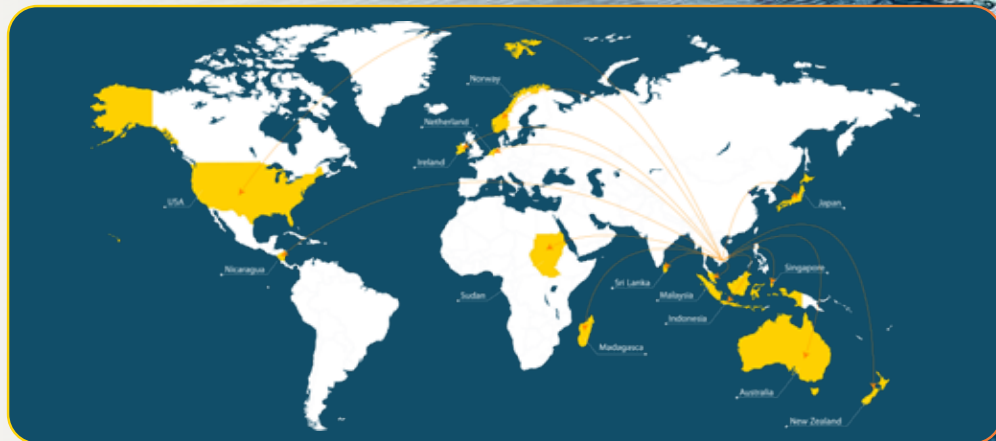 Norway
Netherland
Ireland
USA
Japan
Nicaragua
Singapore
Sri Lanka
Sudan
Malaysia
Indonesia
Madagasca
Australia
New Zealand